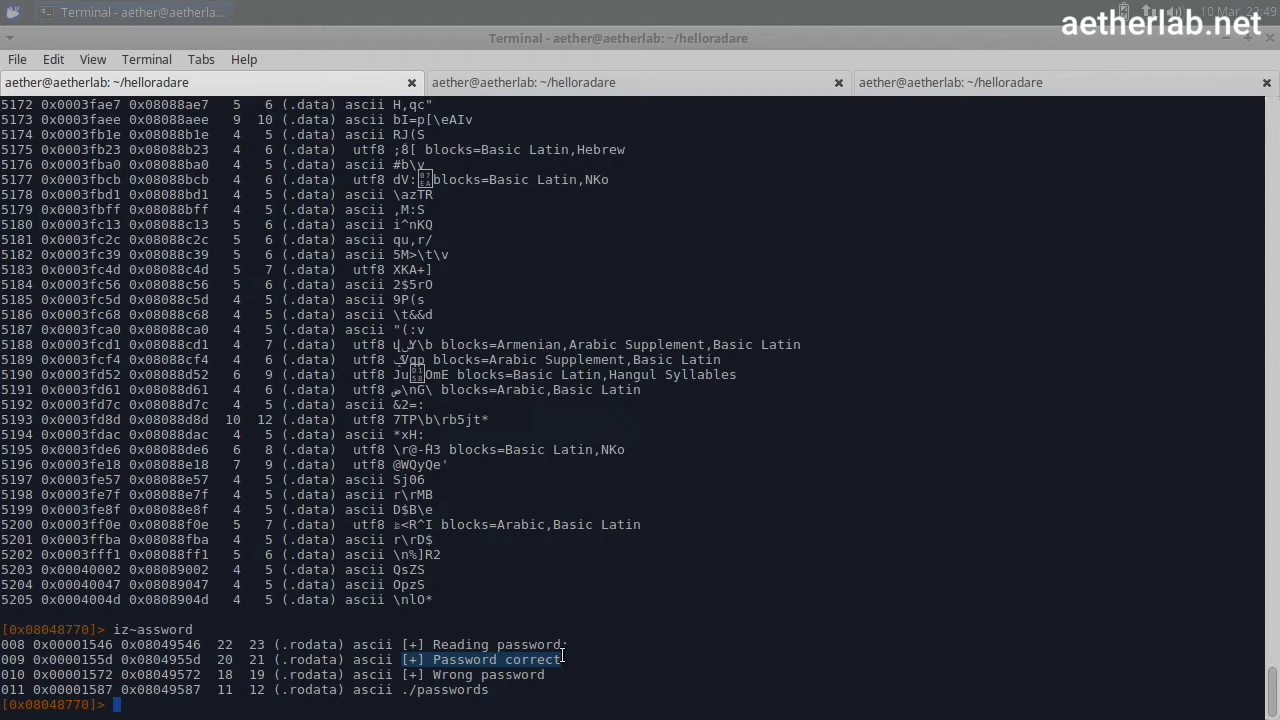 Terminal - aether@aetherla...
10 Mar, 22:49
aetherlab.net
Terminal - aether@aetherlab: ~/helloradare
File Edit View Terminal Tabs Help
aether@aetherlab: ~/helloradare aether@aetherlab: ~/helloradare aether@aetherlab: ~/helloradare
5172 0x0003fae7 0x08088ae7 5 6 (.data) ascii H,qc"
5173 0x0003faee 0x08088aee 9 10 (.data) ascii bI=p[\eAIv
5174 0x0003fb1e 0x08088b1e 4 5 (.data) ascii RJ(S
5175 0x0003fb23 0x08088b23 4 6 (.data) utf8 blocks=Basic Latin,Hebrew
5176 0x0003fba0 0x08088ba0 4 5 (.data) ascii #b\v
5177 0x0003fbcb 0x08088bcb 4 6 (.data) utf8 dV: blocks=Basic Latin,NKo
5178 0x0003fbd1 0x08088bd1 4 5 (.data) ascii \azTR
5179 0x0003fbff 0x08088bff 4 5 (.data) ascii ,M:S
5180 0x0003fc13 0x08088c13 5 6 (.data) ascii i^nKQ
5181 0x0003fc2c 0x08088c2c 5 6 (.data) ascii qu,r/
5182 0x0003fc39 0x08088c39 5 6 (.data) ascii 5M>\t\v
5183 0x0003fc4d 0x08088c4d 5 7 (.data) utf8 XKA+]
5184 0x0003fc56 0x08088c56 5 6 (.data) ascii 2$5rO
5185 0x0003fc5d 0x08088c5d 4 5 (.data) ascii 9P(s
5186 0x0003fc68 0x08088c68 4 5 (.data) ascii \t&&d
5187 0x0003fca0 0x08088ca0 4 5 (.data) ascii "(:v
5188 0x0003fcd1 0x08088cd1 4 7 (.data) utf8 blocks=Armenian,Arabic Supplement,Basic Latin
5189 0x0003fcf4 0x08088cf4 4 6 (.data) utf8 blocks=Arabic Supplement,Basic Latin
5190 0x0003fd52 0x08088d52 6 9 (.data) utf8 blocks=Basic Latin,Hangul Syllables
5191 0x0003fd61 0x08088d61 4 6 (.data) utf8 ض\nG\ blocks=Arabic,Basic Latin
5192 0x0003fd7c 0x08088d7c 4 5 (.data) ascii &2=:
5193 0x0003fd8d 0x08088d8d 10 12 (.data) utf8 7TP\b\rb5jt*
5194 0x0003fdac 0x08088dac 4 5 (.data) ascii *xH:
5195 0x0003fde6 0x08088de6 6 8 (.data) utf8 blocks=Basic Latin,NKo
5196 0x0003fe18 0x08088e18 7 9 (.data) utf8 @WQyQe'
5197 0x0003fe57 0x08088e57 4 5 (.data) ascii Sj06
5198 0x0003fe7f 0x08088e7f 4 5 (.data) ascii r\rMB
5199 0x0003fe8f 0x08088e8f 4 5 (.data) ascii D$B\e
5200 0x0003ff0e 0x08088f0e 5 7 (.data) utf8 blocks=Arabic,Basic Latin
5201 0x0003ffba 0x08088fba 4 5 (.data) ascii r\rD$
5202 0x0003fff1 0x08088ff1 5 6 (.data) ascii \n%]R2
5203 0x00040002 0x08089002 4 5 (.data) ascii QsZS
5204 0x00040047 0x08089047 4 5 (.data) ascii OpzS
5205 0x0004004d 0x0808904d 4 5 (.data) ascii \nlO*
[0x08048770]> iz~assword
008 0x00001546 0x08049546 22 23 (.rodata) ascii [+] Reading password:
009 0x0000155d 0x0804955d 20 21 (.rodata) ascii [+] Password correct
010 0x00001572 0x08049572 18 19 (.rodata) ascii [+] Wrong password
011 0x00001587 0x08049587 11 12 (.rodata) ascii ./passwords
[0x08048770]>